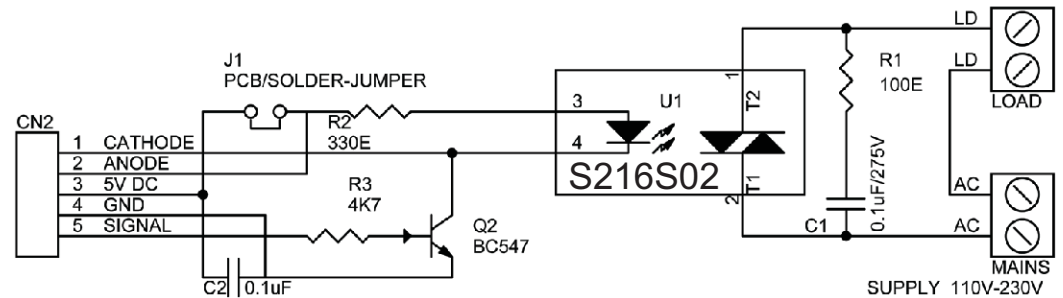 J1
PCB/SOLDER-JUMPER
CN2
1 CATHODE
2 ANODE
3 5V DC
4 GND
5 SIGNAL
R2
330E
R3
4K7
Q2
BC547
C2 0.1uF
3
4
U1
S216S02
1
T2
T1
2
R1
100E
C1
0.1uF/275V
LD
LD
LOAD
AC
AC
MAINS
SUPPLY 110V-230V